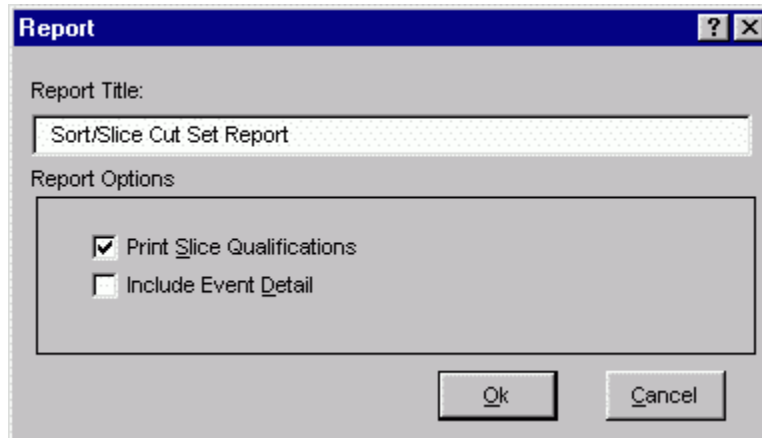 Report
Report Title:
Sort/Slice Cut Set Report
Report Options
Print Slice Qualifications
Include Event Detail
Ok Cancel